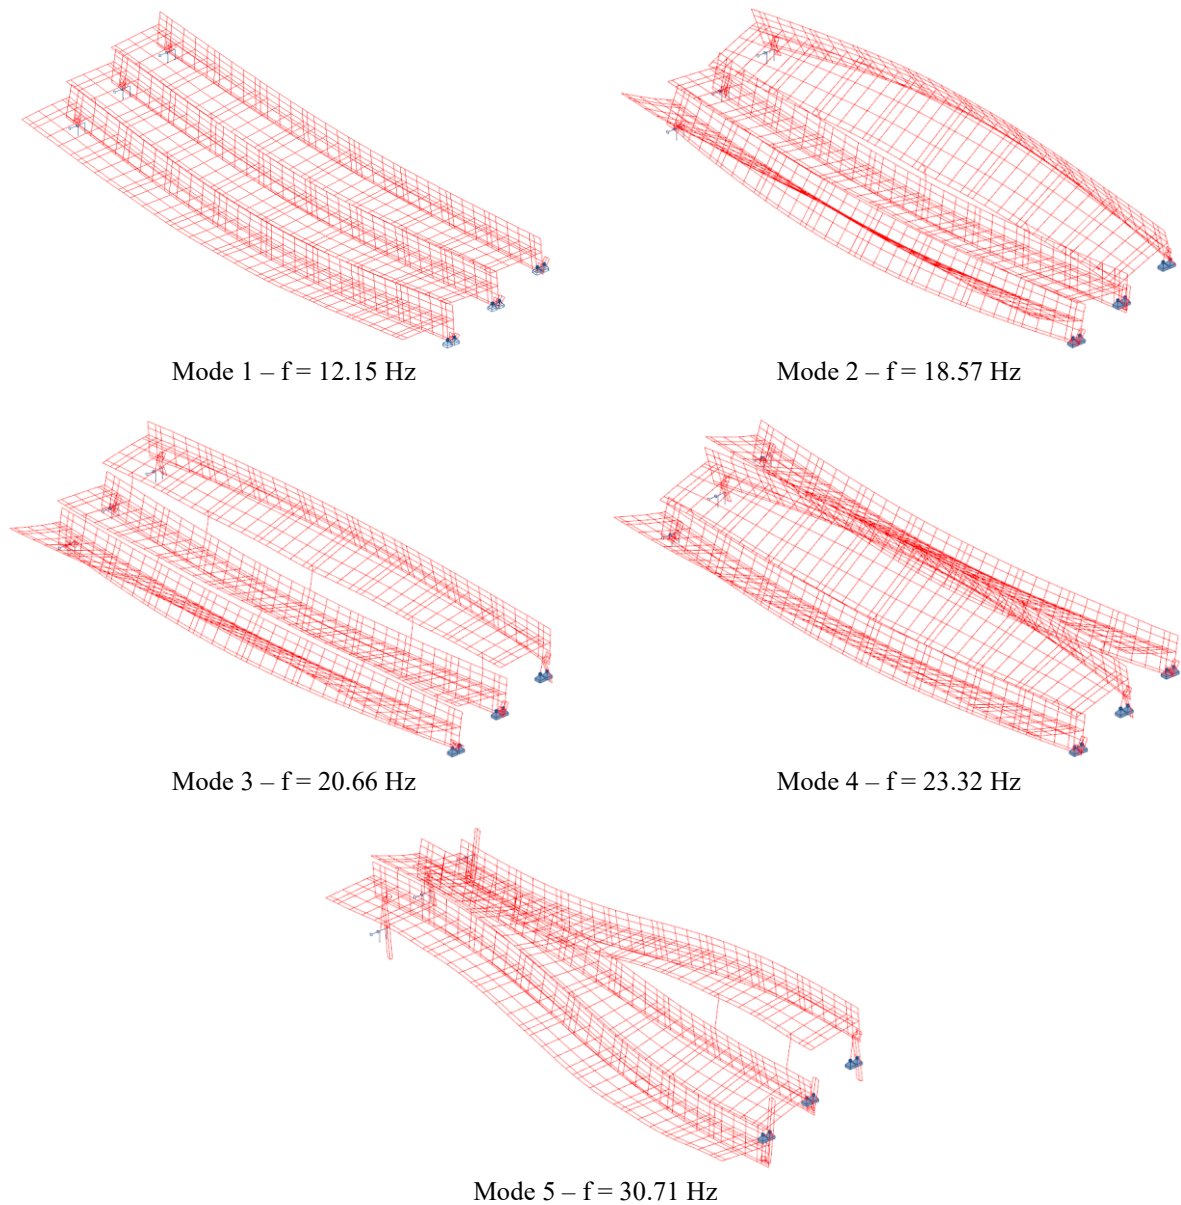 Mode 1 – f = 12.15 Hz
Mode 2 – f = 18.57 Hz
Mode 3 – f = 20.66 Hz
Mode 4 – f = 23.32 Hz
Mode 5 – f = 30.71 Hz